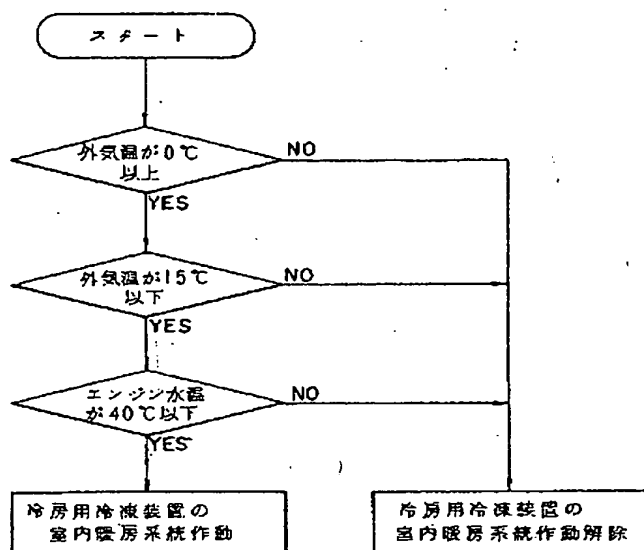 スタート
外気温が0℃
以上
NO
YES
外気温が15℃
以下
NO
YES
エンジン水温
が40℃以下
NO
YES
冷房用冷凍装置の
室内暖房系統作動
冷房用冷凍装置の
室内暖房系統作動解除